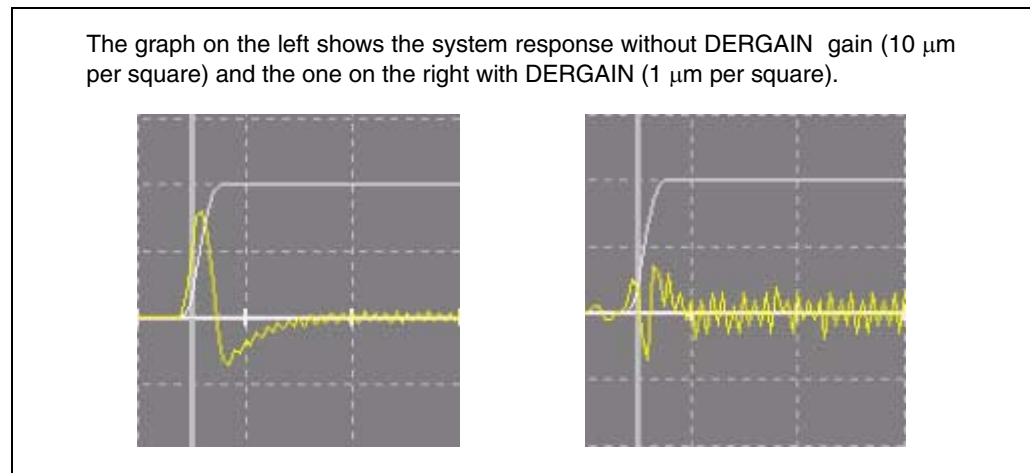 The graph on the left shows the system response without DERGAIN gain (10 μm
per square) and the one on the right with DERGAIN (1 μm per square).